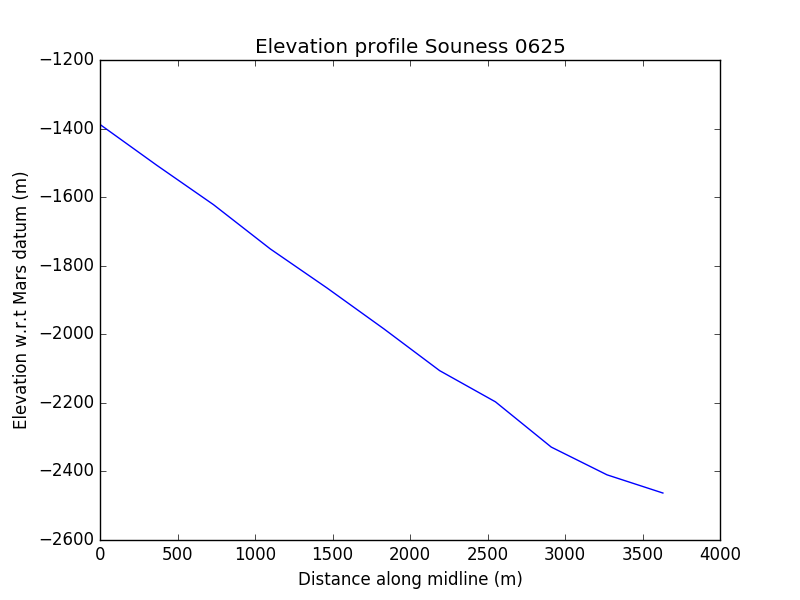 Elevation profile Souness 0625
Elevation w.r.t Mars datum (m)
−1200
−1400
−1600
−1800
−2000
−2200
−2400
−2600
0 500 1000 1500 2000 2500 3000 3500 4000
Distance along midline (m)